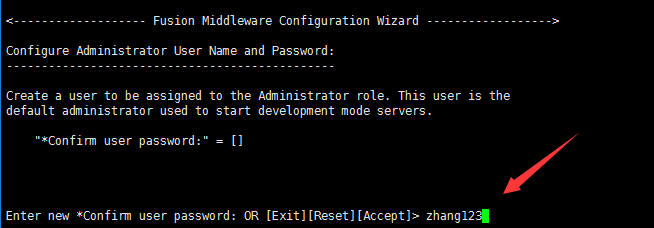 <------------------- Fusion Middleware Configuration Wizard ------------------>
Configure Administrator User Name and Password:
-----------------------------------------------
Create a user to be assigned to the Administrator role. This user is the
default administrator used to start development mode servers.
"*Confirm user password:" = []
Enter new *Confirm user password: OR [Exit][Reset][Accept]> zhang123